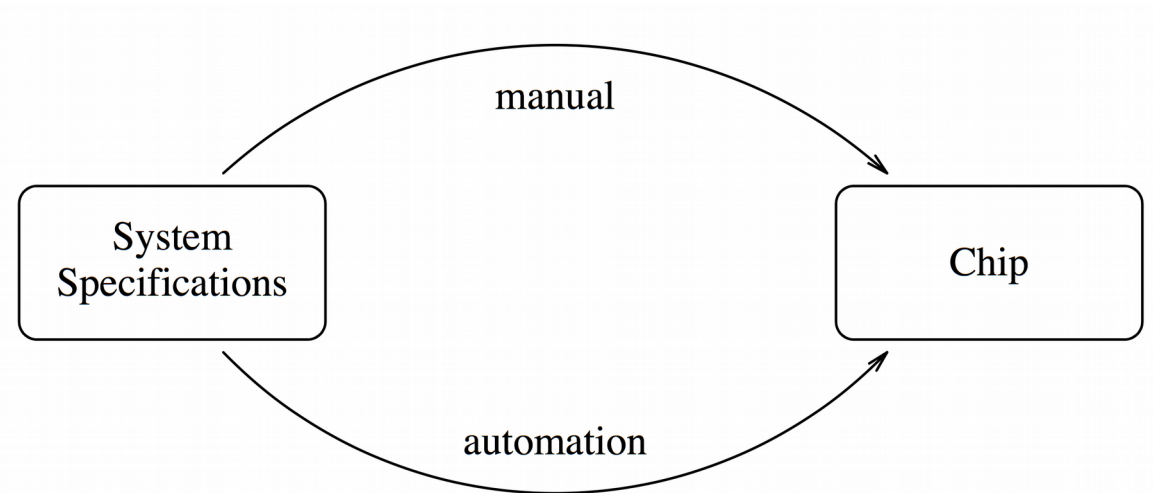 manual
System
Specifications
Chip
automation